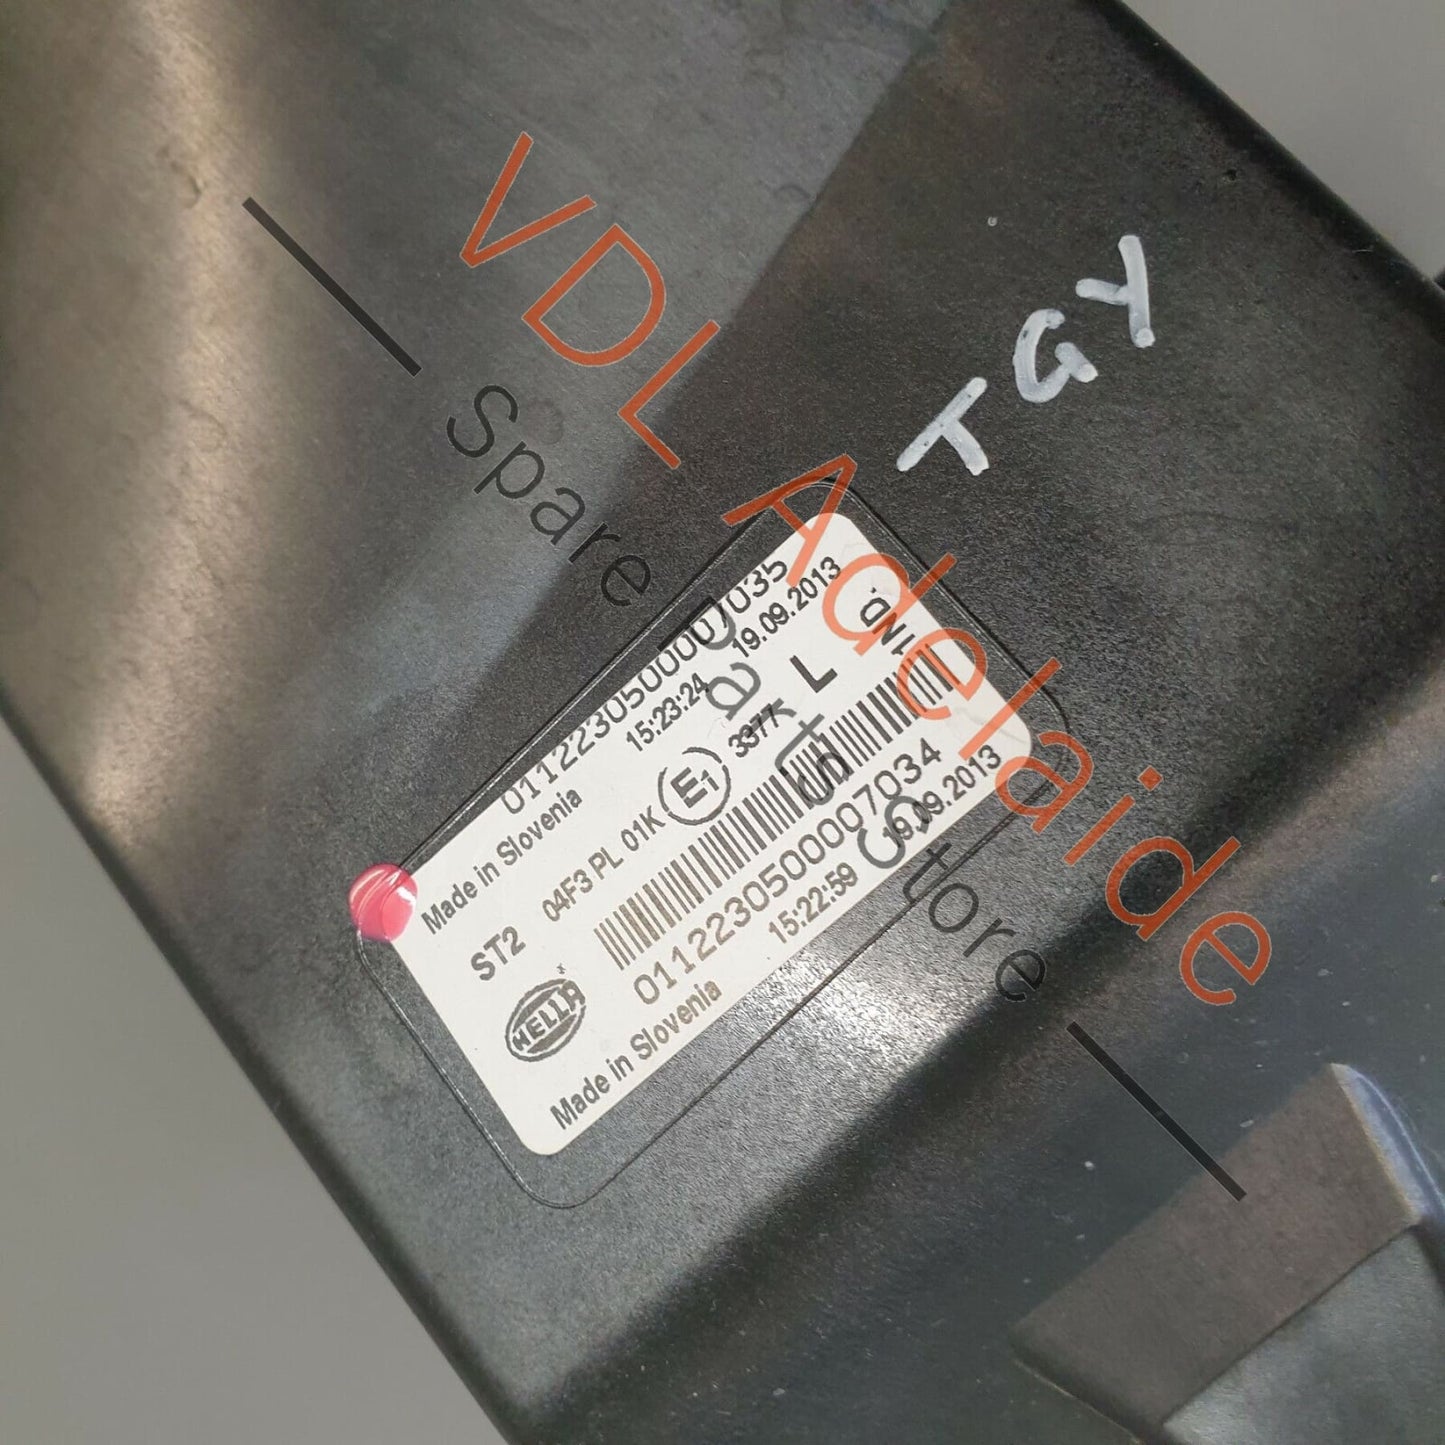 VDL Adelaide
Spare Parts Store
TGY
0112230500007035
Made in Slovenia 15:23:24 19.09.2013
ST2 04F3 PL 01K E1 3377 L
1ND
HELLA
0112230500007034
Made in Slovenia 15:22:59 19.09.2013